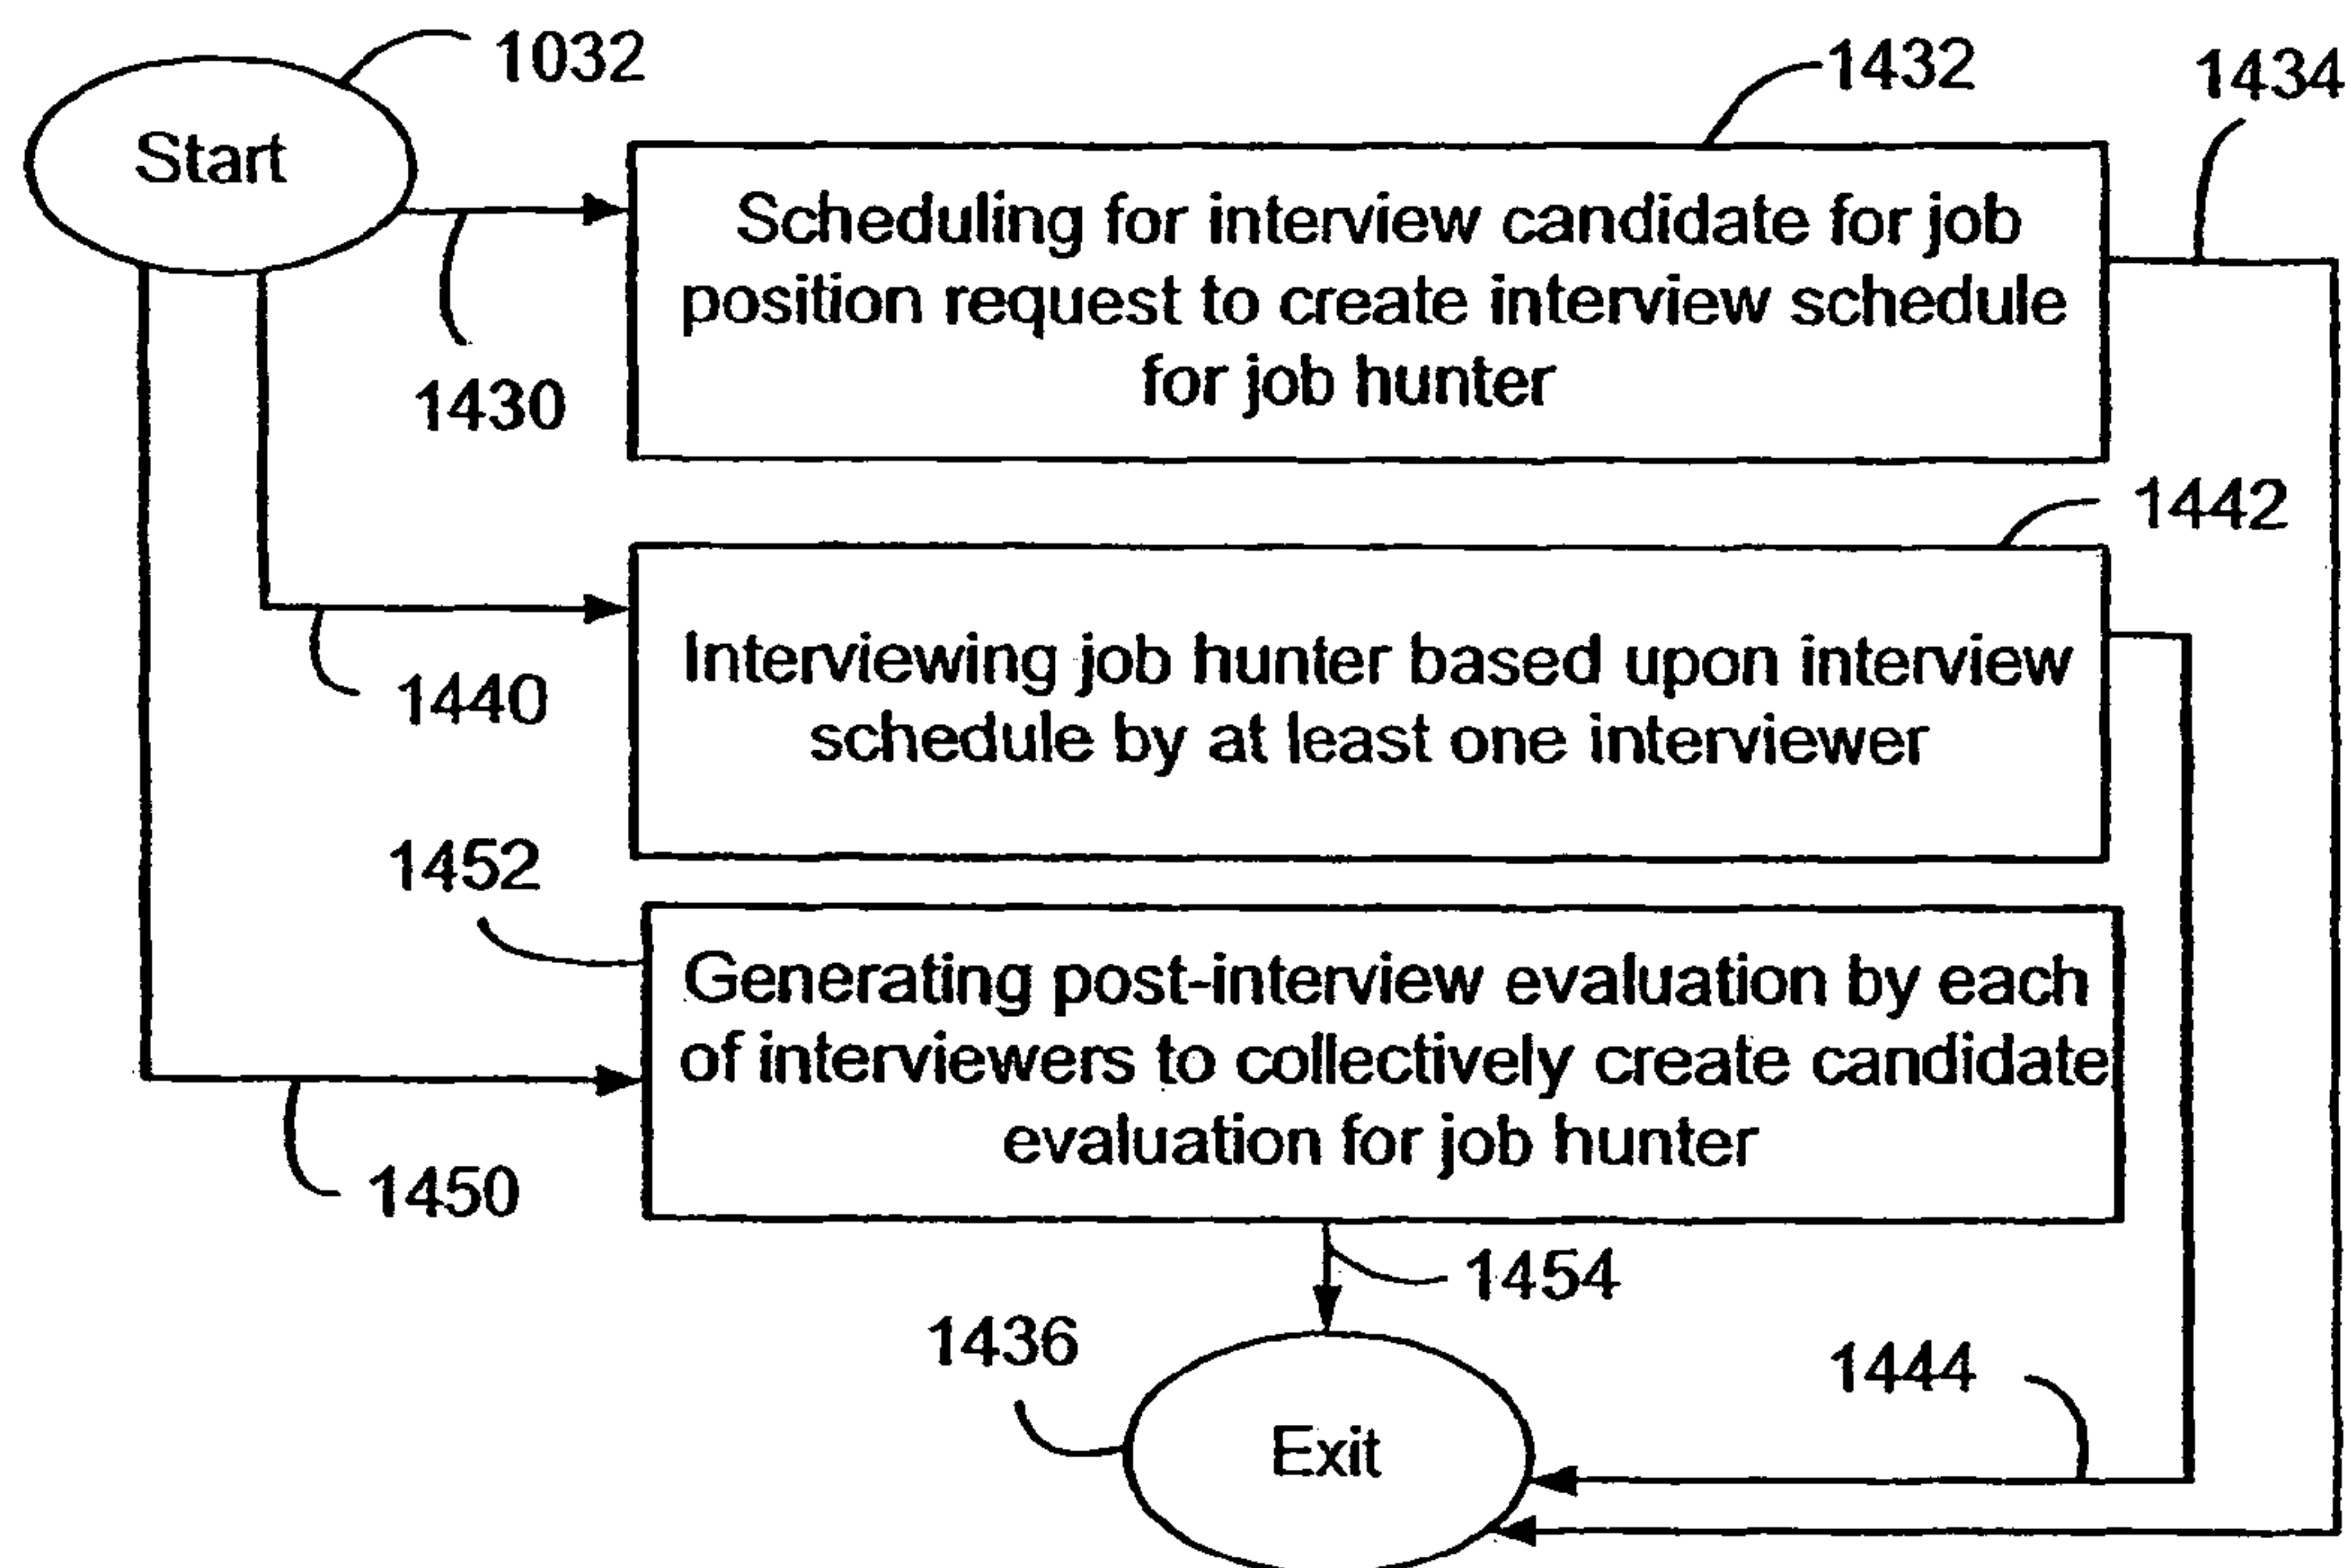 1032
Start
1432
1434
Scheduling for interview candidate for job
position request to create interview schedule
for job hunter
1430
1442
Interviewing job hunter based upon interview
schedule by at least one interviewer
1440
1452
Generating post-interview evaluation by each
of interviewers to collectively create candidate
evaluation for job hunter
1450
1454
1436
Exit
1444